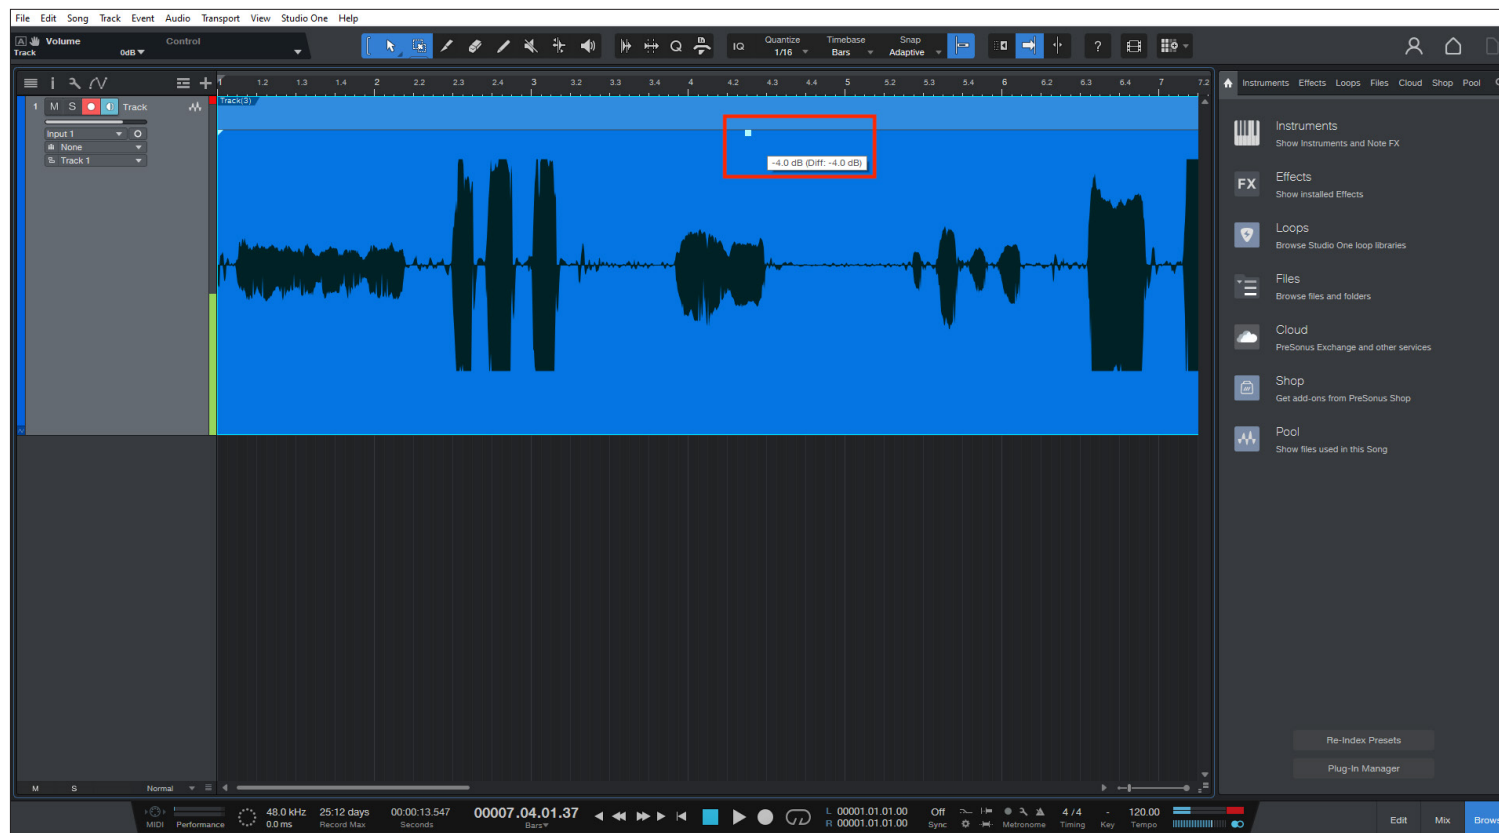 File Edit Song Track Event Audio Transport View Studio One Help
A Volume Control
Track 0dB
IQ Quantize Timebase Snap
1/16 Bars Adaptive
?
1 1.2 1.3 1.4 2 2.2 2.3 2.4 3 3.2 3.3 3.4 4 4.2 4.3 4.4 5 5.2 5.3 5.4 6 6.2 6.3 6.4 7 7.2
Instruments Effects Loops Files Cloud Shop Pool
1 M S Track
Track(3)
Input 1
None
Track 1
-4.0 dB (Diff: -4.0 dB)
Instruments
Show Instruments and Note FX
FX
Effects
Show installed Effects
Loops
Browse Studio One loop libraries
Files
Browse files and folders
Cloud
PreSonus Exchange and other services
Shop
Get add-ons from PreSonus Shop
Pool
Show files used in this Song
Re-Index Presets
Plug-In Manager
M S Normal
MIDI Performance
48.0 kHz 25:12 days 00:00:13.547 00007.04.01.37
0.0 ms Record Max Seconds Bars
L 00001.01.01.00 Off 4 / 4 - 120.00
R 00001.01.01.00 Sync Metronome Timing Key Tempo
Edit Mix Brows